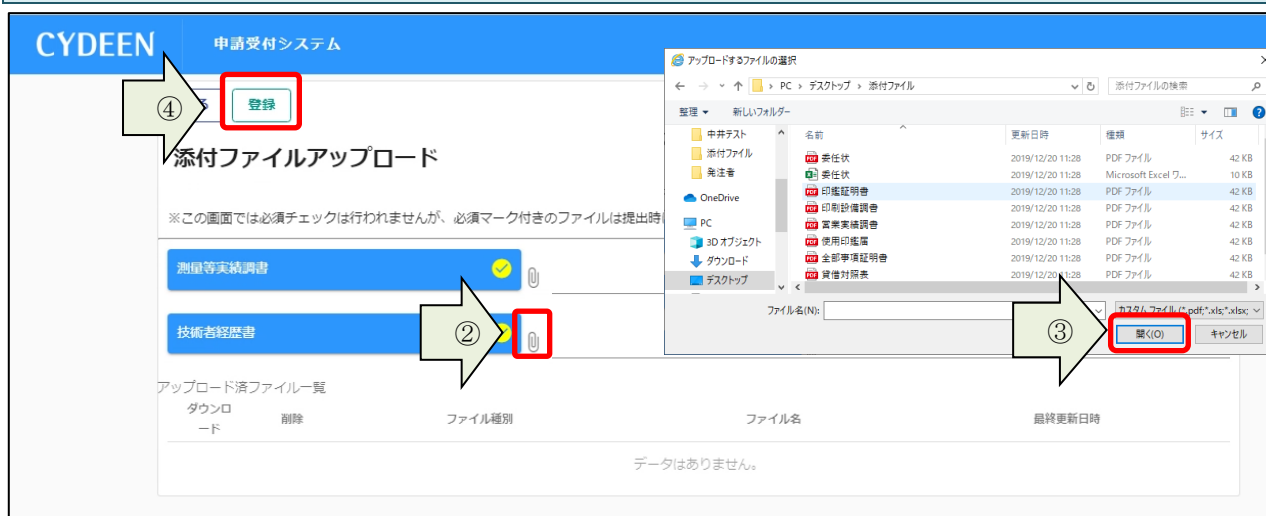 CYDEEN 申請受付システム
④ る 登録
添付ファイルアップロード
※この画面では必須チェックは行われませんが、必須マーク付きのファイルは提出時に
測量等実績調書
技術者経歴書 ②
アップロード済ファイル一覧
ダウンロ
ード 削除 ファイル種別 ファイル名 最終更新日時
データはありません。
アップロードするファイルの選択
PC › デスクトップ › 添付ファイル 添付ファイルの検索
整理 新しいフォルダー
中井テスト
添付ファイル
発注者
OneDrive
PC
3D オブジェクト
ダウンロード
デスクトップ
名前 更新日時 種類 サイズ
委任状 2019/12/20 11:28 PDF ファイル 42 KB
委任状 2019/12/20 11:28 Microsoft Excel ワ... 10 KB
印鑑証明書 2019/12/20 11:28 PDF ファイル 42 KB
印刷設備調書 2019/12/20 11:28 PDF ファイル 42 KB
営業実績調書 2019/12/20 11:28 PDF ファイル 42 KB
使用印鑑届 2019/12/20 11:28 PDF ファイル 42 KB
全部事項証明書 2019/12/20 11:28 PDF ファイル 42 KB
貸借対照表 2019/12/20 11:28 PDF ファイル 42 KB
ファイル名(N): カスタム ファイル (*.pdf;*.xls;*.xlsx;
③ 開く(O) キャンセル